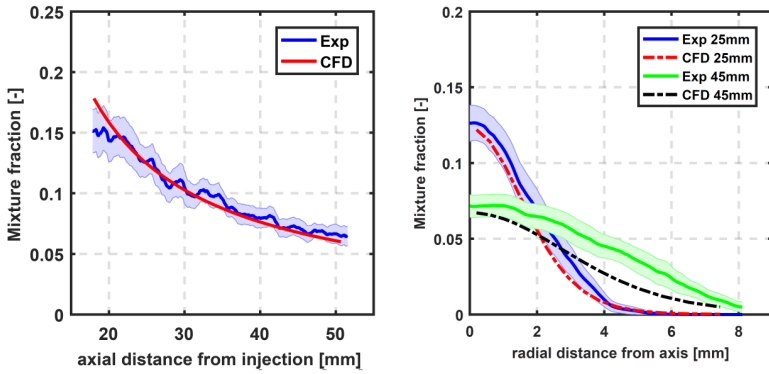 0.25
0.2
0.15
0.1
0.05
0
20
30
40
50
Mixture fraction [-]
axial distance from injection [mm]
Exp
CFD
0.2
0.15
0.1
0.05
0
0
2
4
6
8
Mixture fraction [-]
radial distance from axis [mm]
Exp 25mm
CFD 25mm
Exp 45mm
CFD 45mm